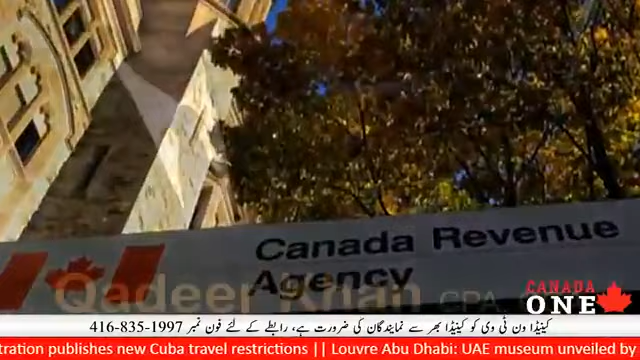 Canada Revenue
Agency
Qadeer Khan CPA
CANADA
ONE
کینیڈا ون ٹی وی کو کینیڈا بھر سے نمایندگان کی ضرورت ہے، رابطے کے لئے فون نمبر 1997-835-416
tration publishes new Cuba travel restrictions || Louvre Abu Dhabi: UAE museum unveiled by